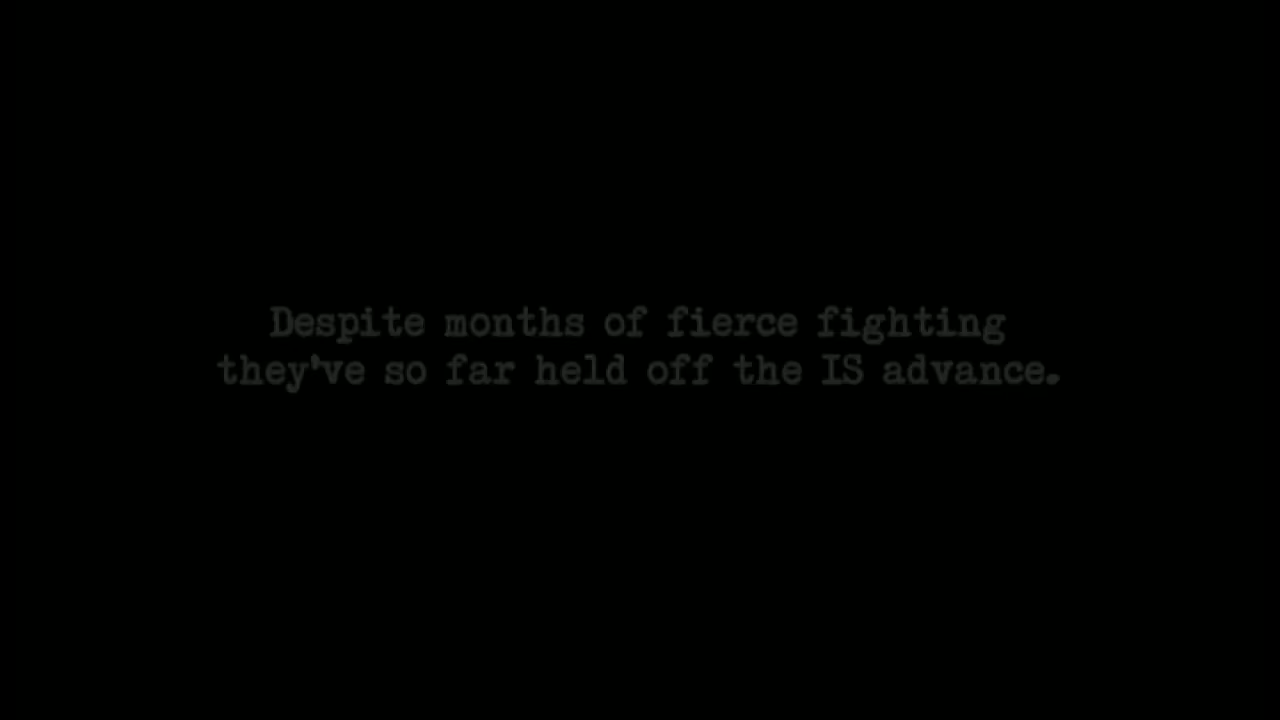 Despite months of fierce fighting
they've so far held off the IS advance.